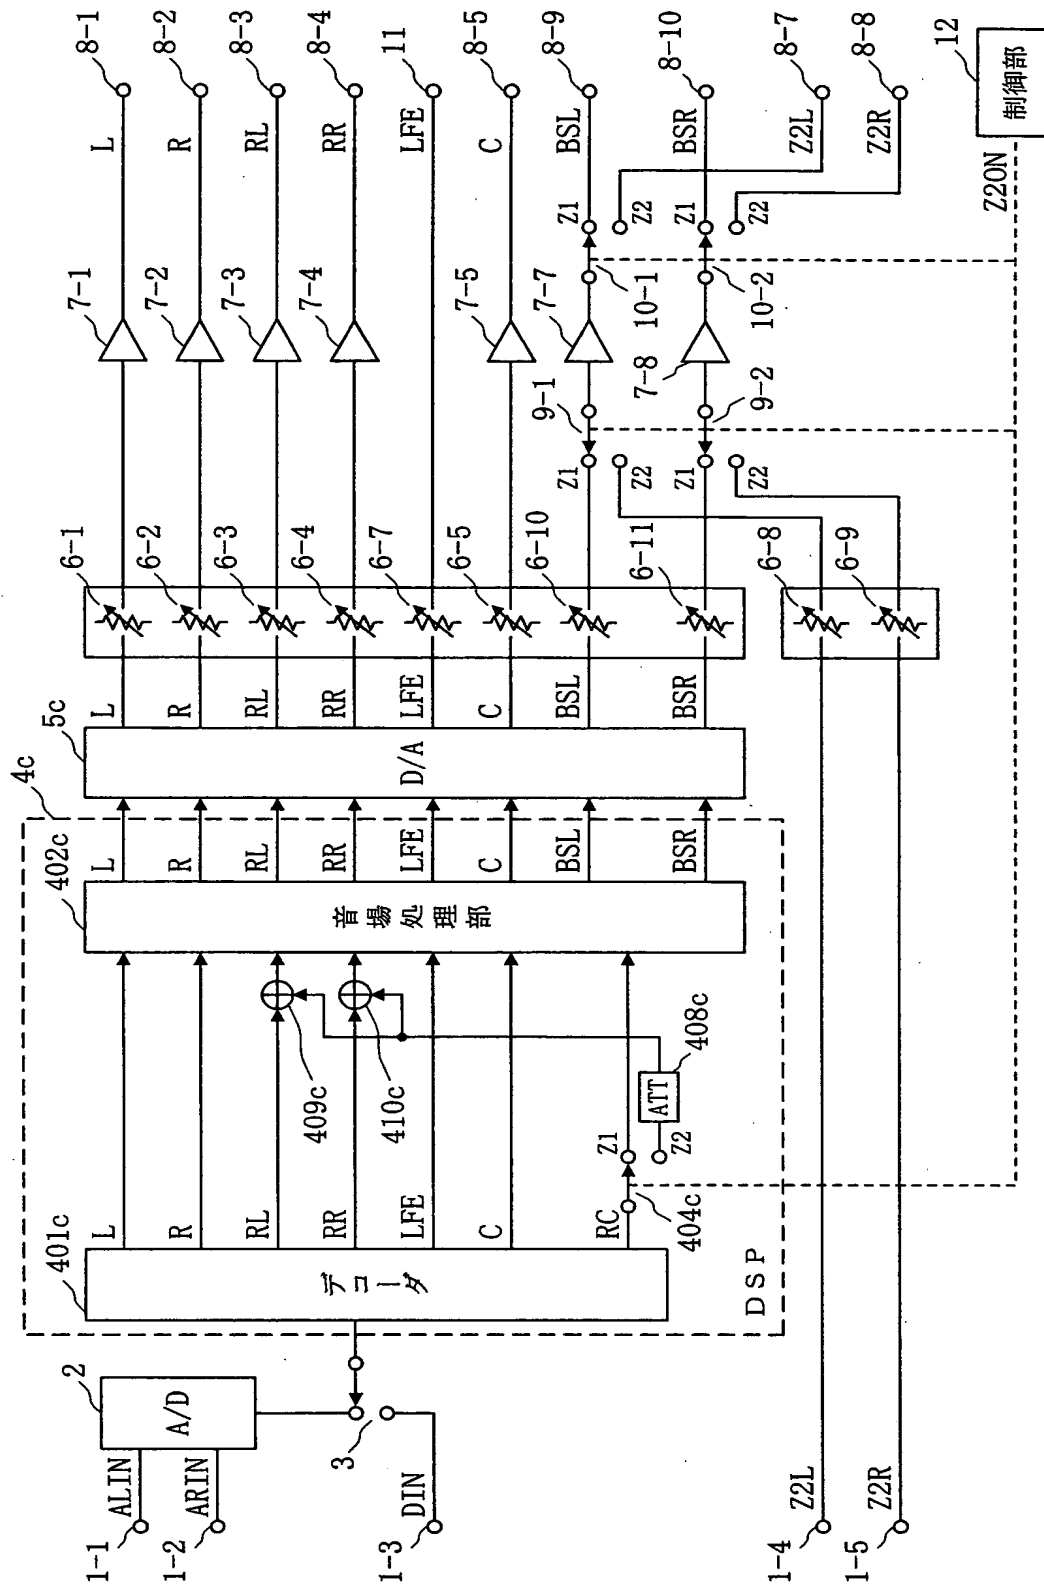 1-1
ALIN
1-2
ARIN
2
A/D
3
1-3
DIN
1-4
Z2L
1-5
Z2R
4c
DSP
401c
デコーダ
L
R
RL
RR
LFE
C
RC
404c
Z1
Z2
ATT
408c
409c
410c
402c
音場処理部
L
R
RL
RR
LFE
C
BSL
BSR
5c
D/A
L
R
RL
RR
LFE
C
BSL
BSR
6-1
6-2
6-3
6-4
6-7
6-5
6-10
6-11
6-8
6-9
Z1
Z2
Z1
Z2
9-1
9-2
7-1
7-2
7-3
7-4
7-5
7-7
7-8
10-1
10-2
Z1
Z2
Z1
Z2
L
R
RL
RR
LFE
C
BSL
BSR
Z2L
Z2R
Z2ON
8-1
8-2
8-3
8-4
11
8-5
8-9
8-10
8-7
8-8
12
制御部